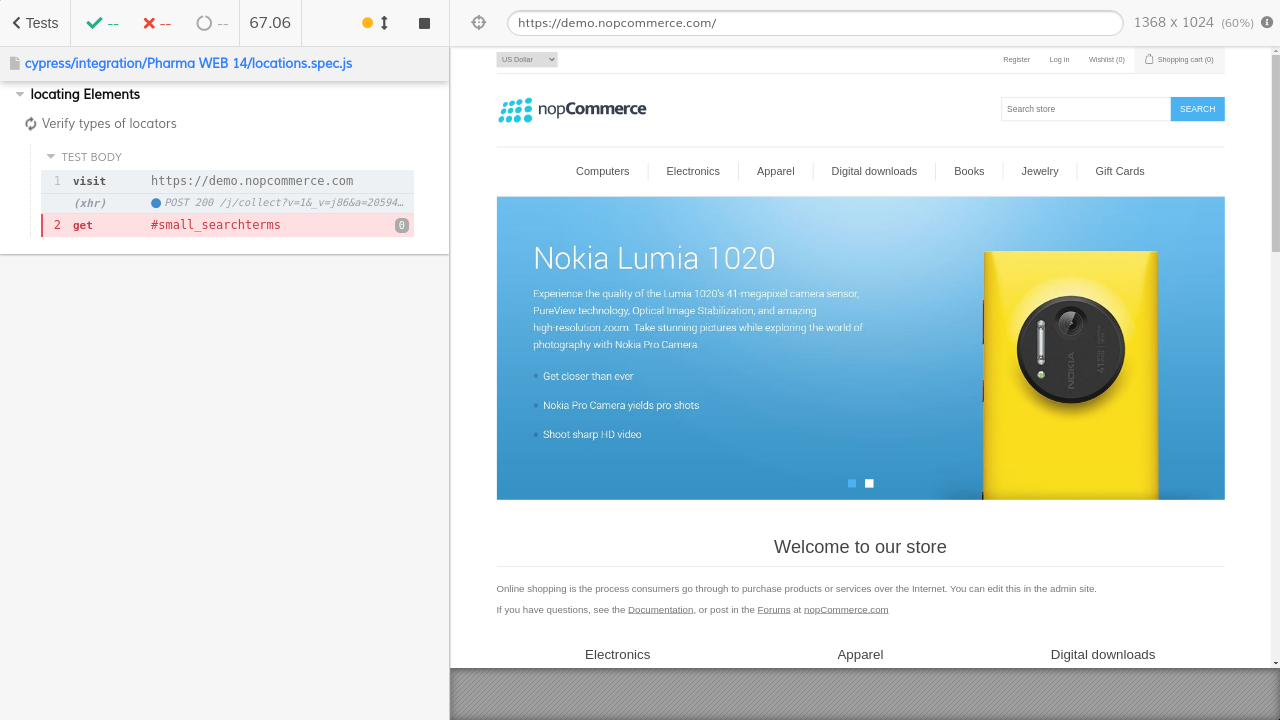 Tests
--
--
--
67.06
https://demo.nopcommerce.com/
1368 x 1024 (60%)
cypress/integration/Pharma WEB 14/locations.spec.js
locating Elements
Verify types of locators
TEST BODY
1 visit https://demo.nopcommerce.com
(xhr) POST 200 /j/collect?v=1&_v=j86&a=20594…
2 get #small_searchterms 0
US Dollar
Register
Log in
Wishlist (0)
Shopping cart (0)
nopCommerce
Search store
SEARCH
Computers
Electronics
Apparel
Digital downloads
Books
Jewelry
Gift Cards
Nokia Lumia 1020
Experience the quality of the Lumia 1020's 41-megapixel camera sensor,
PureView technology, Optical Image Stabilization, and amazing
high-resolution zoom. Take stunning pictures while exploring the world of
photography with Nokia Pro Camera.
Get closer than ever
Nokia Pro Camera yields pro shots
Shoot sharp HD video
NOKIA
Welcome to our store
Online shopping is the process consumers go through to purchase products or services over the Internet. You can edit this in the admin site.
If you have questions, see the Documentation, or post in the Forums at nopCommerce.com
Electronics
Apparel
Digital downloads